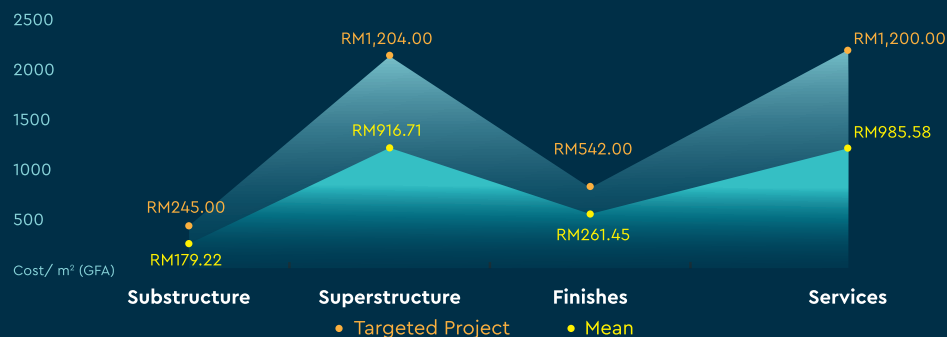 2500
RM1,204.00
RM1,200.00
2000
1500
RM916.71
RM985.58
RM542.00
1000
RM245.00
500
RM261.45
RM179.22
Cost/ m² (GFA)
Substructure Superstructure Finishes Services
Targeted Project Mean